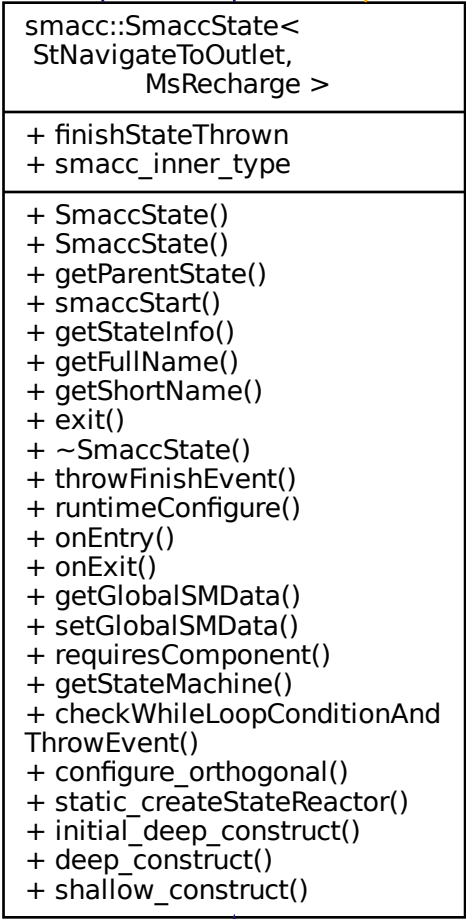 smacc::SmaccState<
StNavigateToOutlet,
MsRecharge >
+ finishStateThrown
+ smacc_inner_type
+ SmaccState()
+ SmaccState()
+ getParentState()
+ smaccStart()
+ getStateInfo()
+ getFullName()
+ getShortName()
+ exit()
+ ~SmaccState()
+ throwFinishEvent()
+ runtimeConfigure()
+ onEntry()
+ onExit()
+ getGlobalSMData()
+ setGlobalSMData()
+ requiresComponent()
+ getStateMachine()
+ checkWhileLoopConditionAnd
ThrowEvent()
+ configure_orthogonal()
+ static_createStateReactor()
+ initial_deep_construct()
+ deep_construct()
+ shallow_construct()